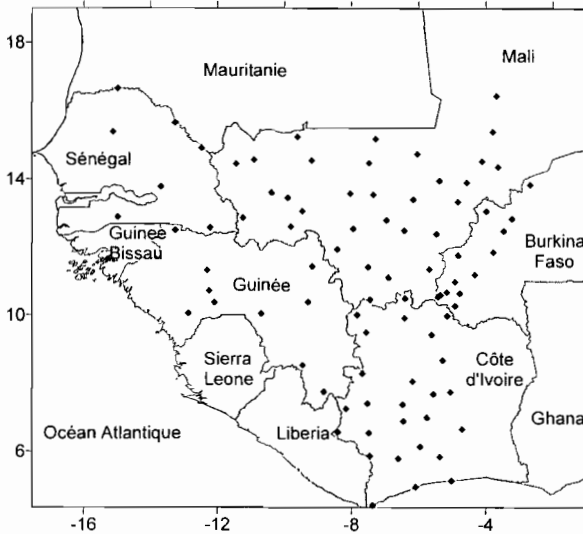 18
Mauritanie
Mali
Sénégal
14
Guinee
Bissau
Burkina
Faso
Guinée
10
Sierra
Leone
Côte
d'Ivoire
Ghana
Océan Atlantique
Liberia
6
-16
-12
-8
-4